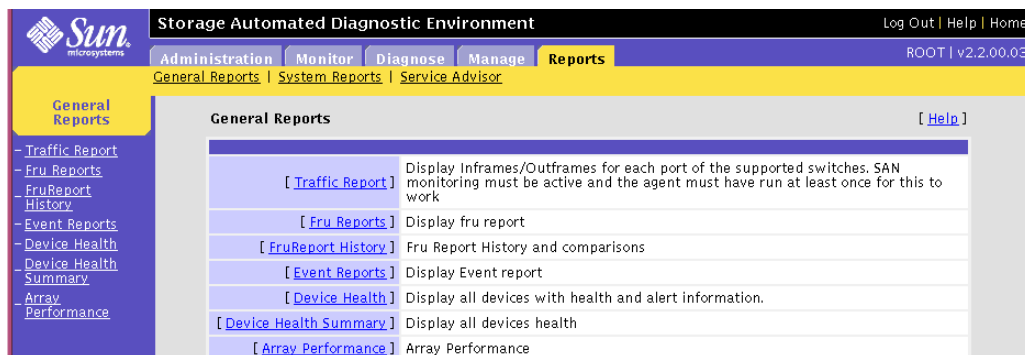 Sun
microsystems
Storage Automated Diagnostic Environment
Log Out | Help | Home
Administration Monitor Diagnose Manage Reports
ROOT | v2.2.00.03
General Reports | System Reports | Service Advisor
General
Reports
– Traffic Report
– Fru Reports
– FruReport
History
– Event Reports
– Device Health
– Device Health
Summary
– Array
Performance
General Reports
[ Help ]
[ Traffic Report ]
Display Inframes/Outframes for each port of the supported switches. SAN
monitoring must be active and the agent must have run at least once for this to
work
[ Fru Reports ] Display fru report
[ FruReport History ] Fru Report History and comparisons
[ Event Reports ] Display Event report
[ Device Health ] Display all devices with health and alert information.
[ Device Health Summary ] Display all devices health
[ Array Performance ] Array Performance